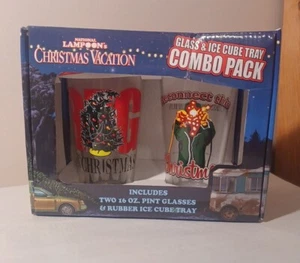 NATIONAL
LAMPOON'S
CHRISTMAS VACATION
GLASS & ICE CUBE TRAY
COMBO PACK
CHRISTMAS
INCLUDES
TWO 16 OZ. PINT GLASSES
& RUBBER ICE CUBE TRAY